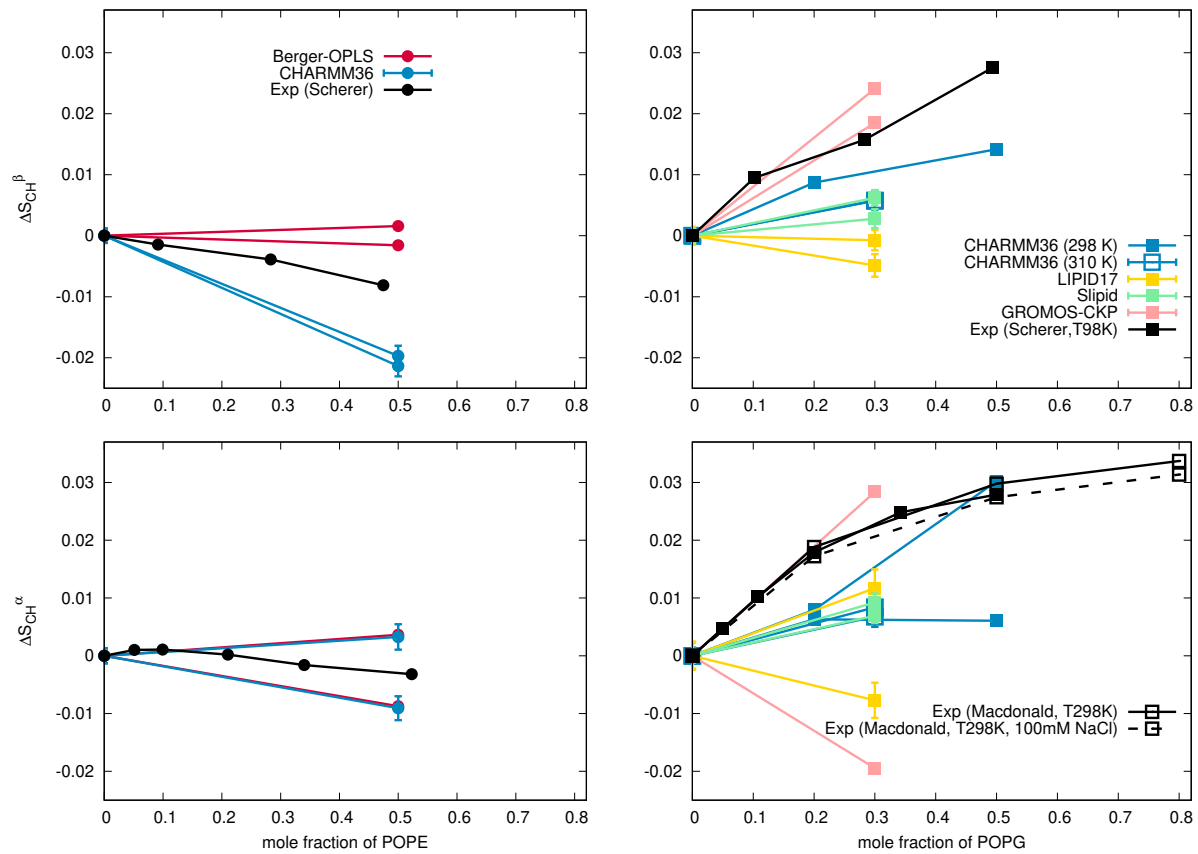 0.03
0.02
0.01
0
-0.01
-0.02
ΔS_CH^β
0 0.1 0.2 0.3 0.4 0.5 0.6 0.7 0.8
Berger-OPLS
CHARMM36
Exp (Scherer)
0.03
0.02
0.01
0
-0.01
-0.02
0 0.1 0.2 0.3 0.4 0.5 0.6 0.7 0.8
CHARMM36 (298 K)
CHARMM36 (310 K)
LIPID17
Slipid
GROMOS-CKP
Exp (Scherer,T98K)
0.03
0.02
0.01
0
-0.01
-0.02
ΔS_CH^α
0 0.1 0.2 0.3 0.4 0.5 0.6 0.7 0.8
mole fraction of POPE
0.03
0.02
0.01
0
-0.01
-0.02
Exp (Macdonald, T298K)
Exp (Macdonald, T298K, 100mM NaCl)
0 0.1 0.2 0.3 0.4 0.5 0.6 0.7 0.8
mole fraction of POPG